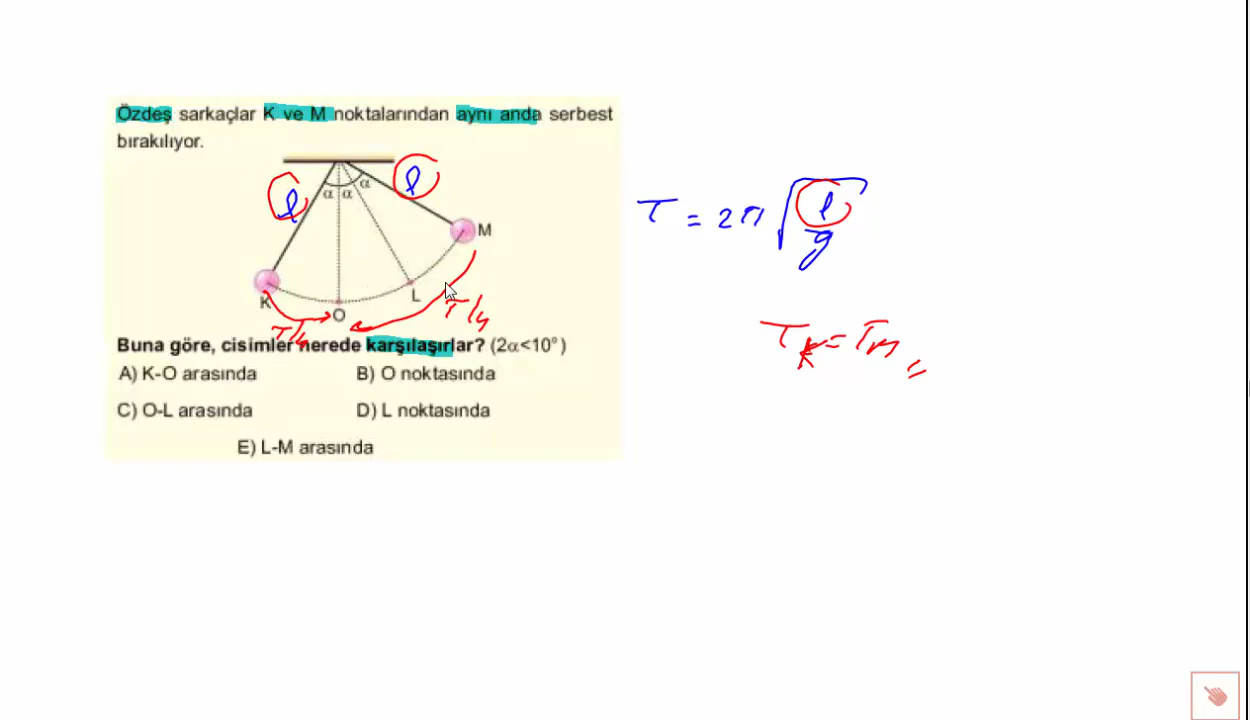 Özdeş sarkaçlar K ve M noktalarından aynı anda serbest
bırakılıyor.
l
l
α α α
M
K
L
O
T/4
T/4
Buna göre, cisimler nerede karşılaşırlar? (2α<10°)
A) K-O arasında
B) O noktasında
C) O-L arasında
D) L noktasında
E) L-M arasında
T = 2π √l/g
T_K = T_M